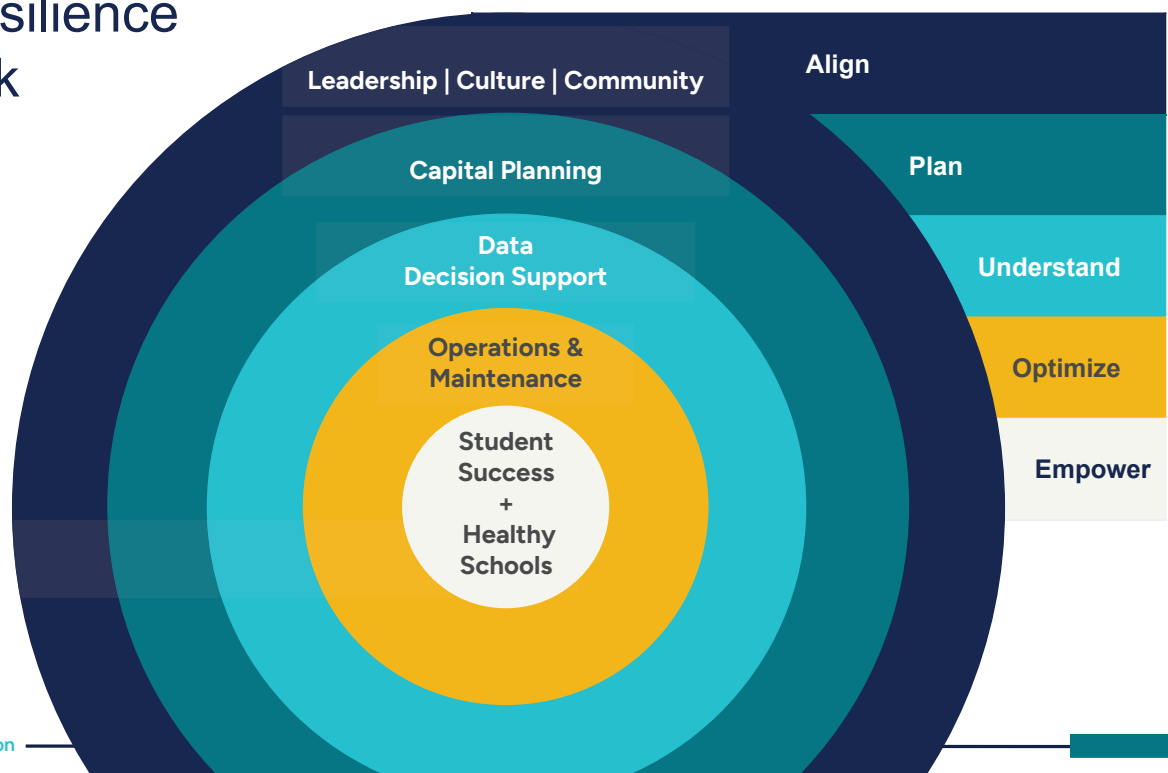 silience
k
Leadership | Culture | Community
Align
Capital Planning
Plan
Data
Decision Support
Understand
Operations &
Maintenance
Optimize
Student
Success
+
Healthy
Schools
Empower
on